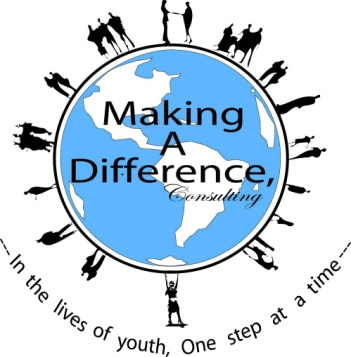 Making
A
Difference,
Consulting
--- In the lives of youth, One step at a time ---